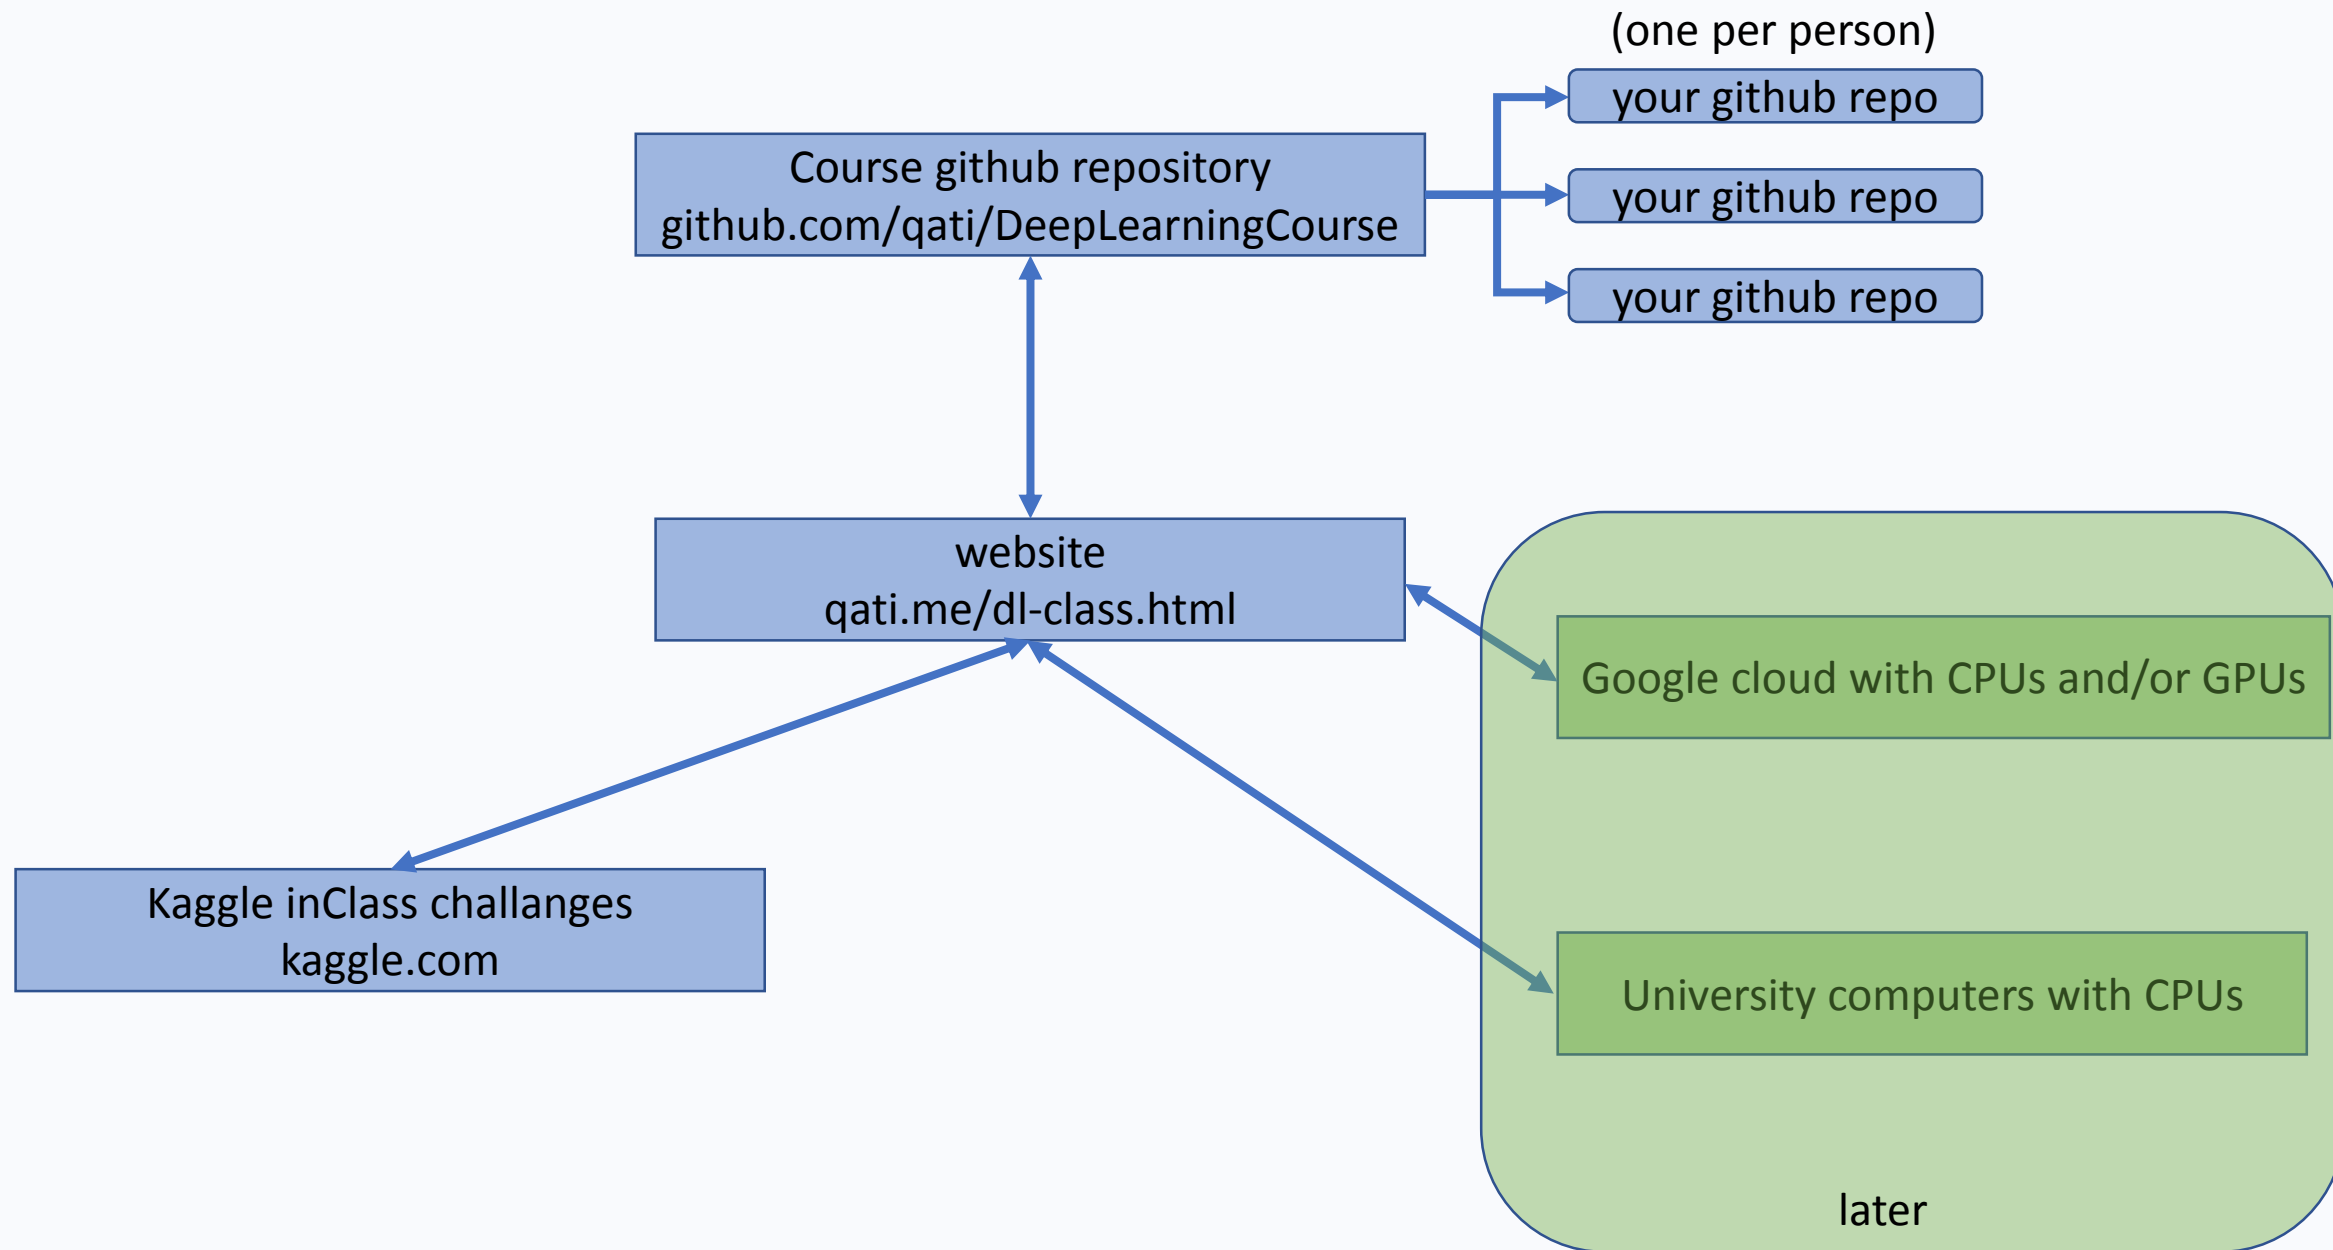 (one per person)
your github repo
Course github repository
github.com/qati/DeepLearningCourse
your github repo
your github repo
website
qati.me/dl-class.html
Google cloud with CPUs and/or GPUs
Kaggle inClass challanges
kaggle.com
University computers with CPUs
later